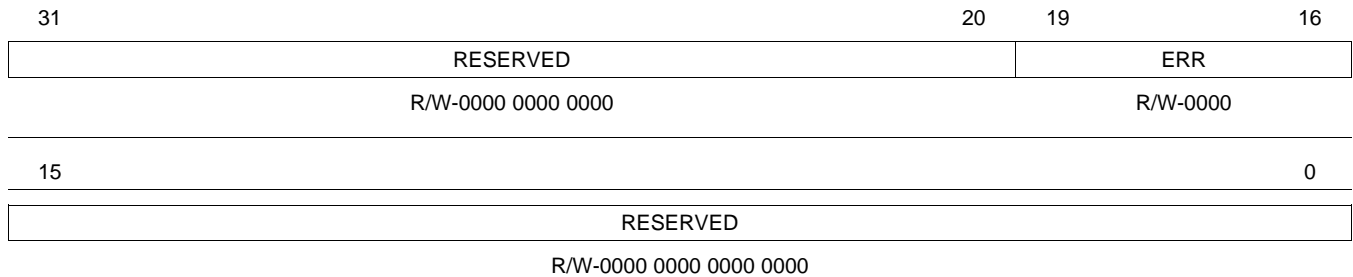 31 20 19 16
RESERVED ERR
R/W-0000 0000 0000 R/W-0000
15 0
RESERVED
R/W-0000 0000 0000 0000